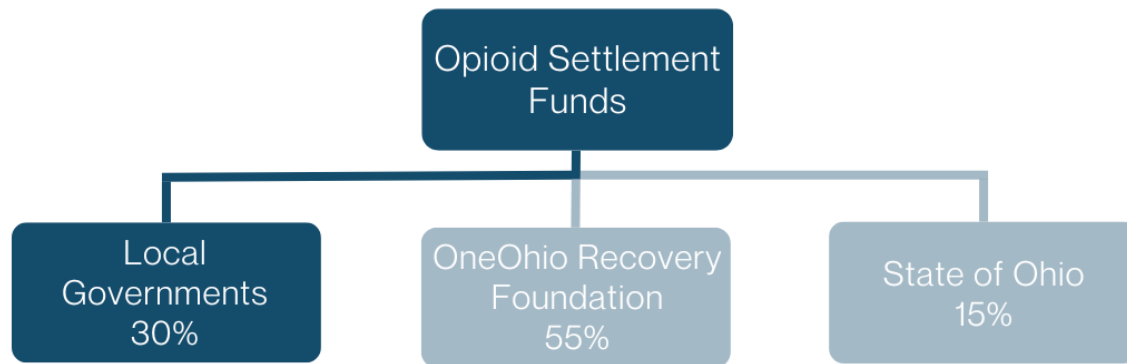 Opioid Settlement
Funds
Local
Governments
30%
OneOhio Recovery
Foundation
55%
State of Ohio
15%